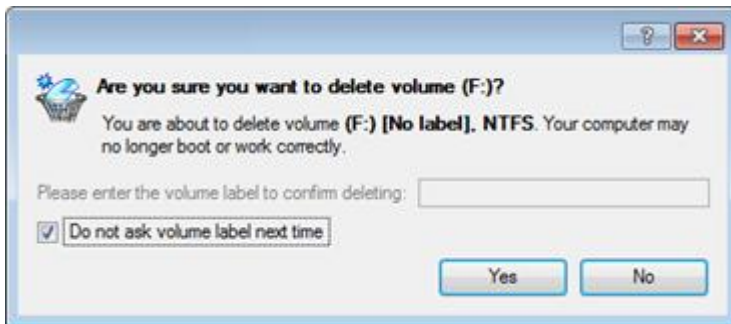 Are you sure you want to delete volume (F:)?
You are about to delete volume (F:) [No label], NTFS. Your computer may
no longer boot or work correctly.
Please enter the volume label to confirm deleting:
Do not ask volume label next time
Yes No